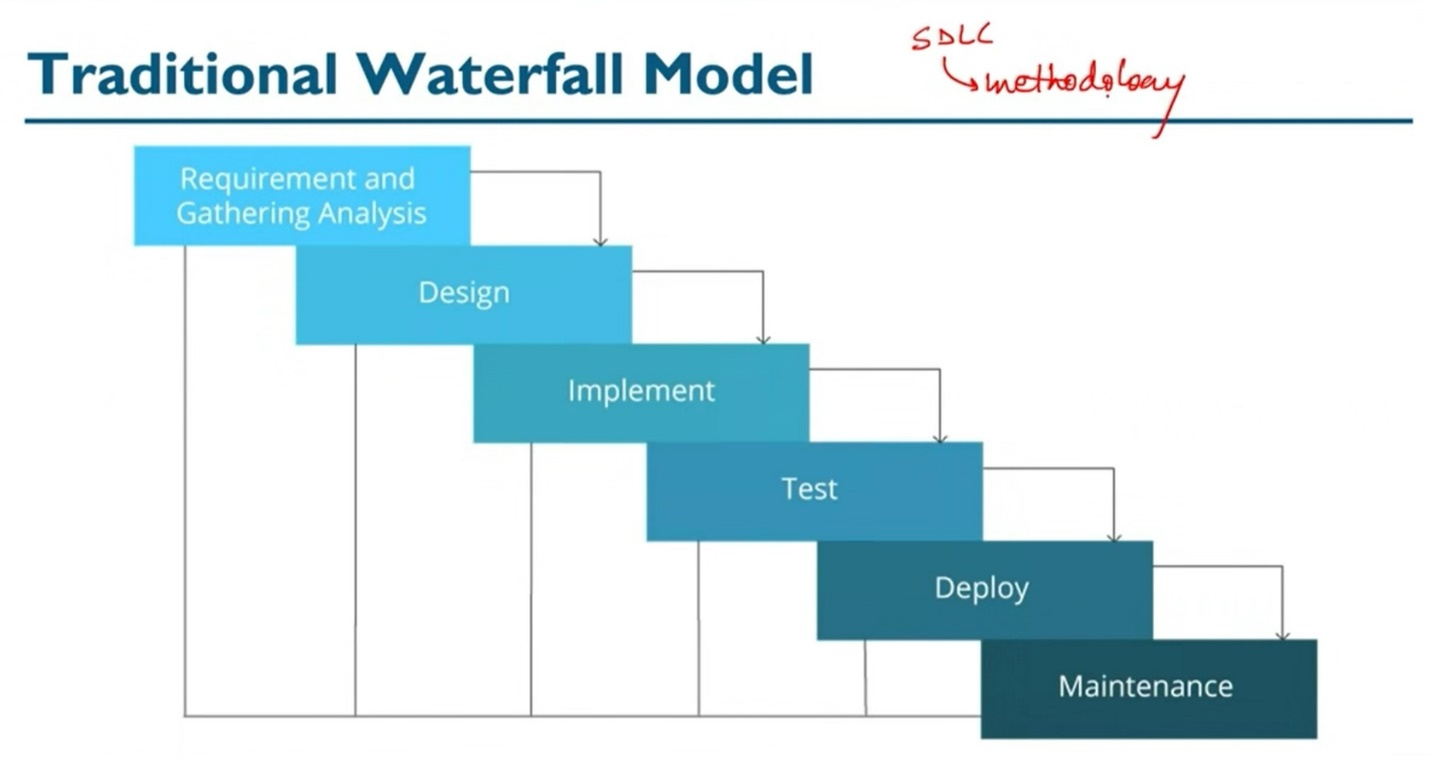 Traditional Waterfall Model
SDLC
methodology
Requirement and
Gathering Analysis
Design
Implement
Test
Deploy
Maintenance